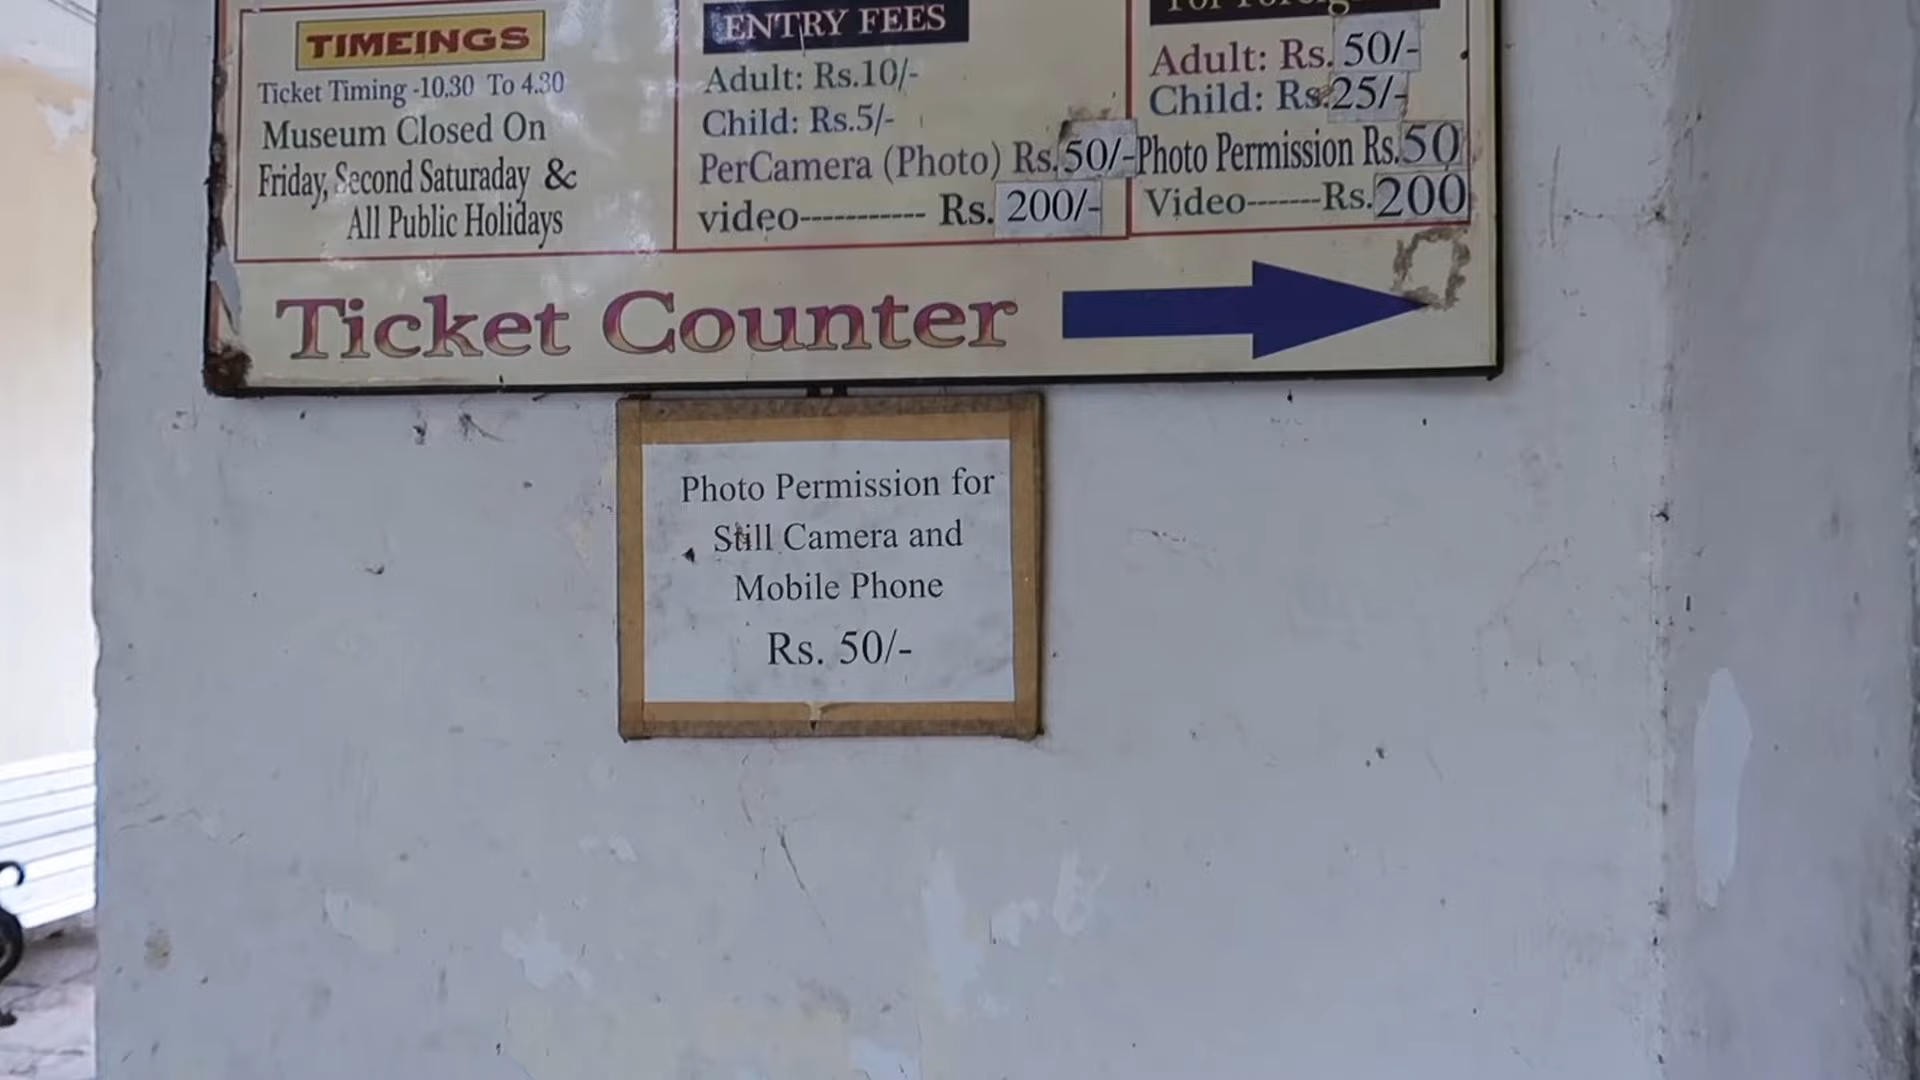 TIMEINGS
Ticket Timing -10.30 To 4.30
Museum Closed On
Friday, Second Saturaday &
All Public Holidays
ENTRY FEES
Adult: Rs.10/-
Child: Rs.5/-
PerCamera (Photo) Rs.50/-
video----------- Rs. 200/-
Adult: Rs. 50/-
Child: Rs.25/-
Photo Permission Rs.50
Video-------Rs.200
Ticket Counter
Photo Permission for
Still Camera and
Mobile Phone
Rs. 50/-